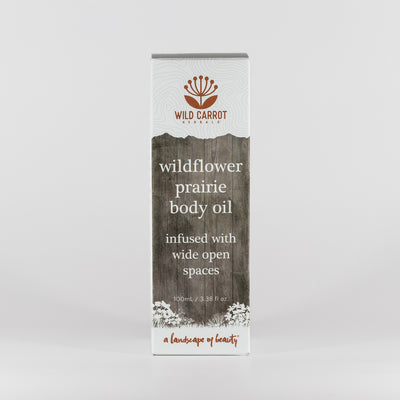 WILD CARROT
HERBALS
wildflower
prairie
body oil
infused with
wide open
spaces
100mL / 3.38 fl oz
a landscape of beauty